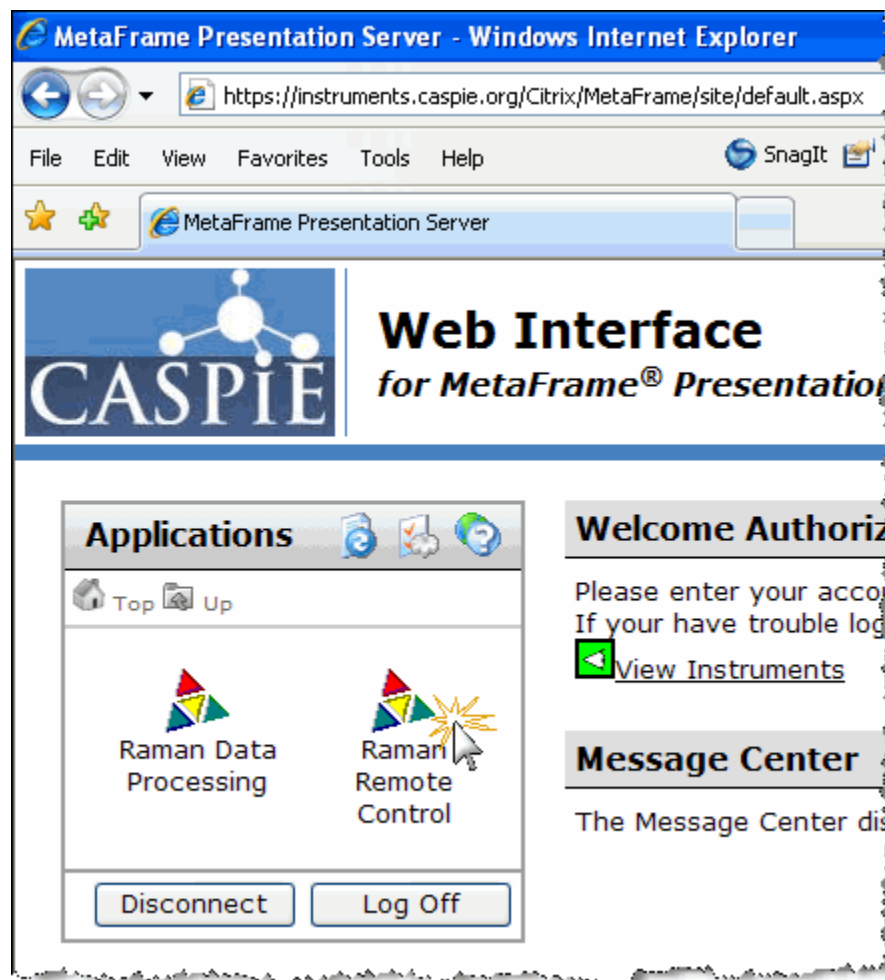 MetaFrame Presentation Server - Windows Internet Explorer
https://instruments.caspie.org/Citrix/MetaFrame/site/default.aspx
File Edit View Favorites Tools Help
SnagIt
MetaFrame Presentation Server
CASPiE
Web Interface
for MetaFrame® Presentation
Applications
Top Up
Raman Data
Processing
Raman
Remote
Control
Disconnect
Log Off
Welcome Authoriz
Please enter your acco
If your have trouble log
View Instruments
Message Center
The Message Center dis